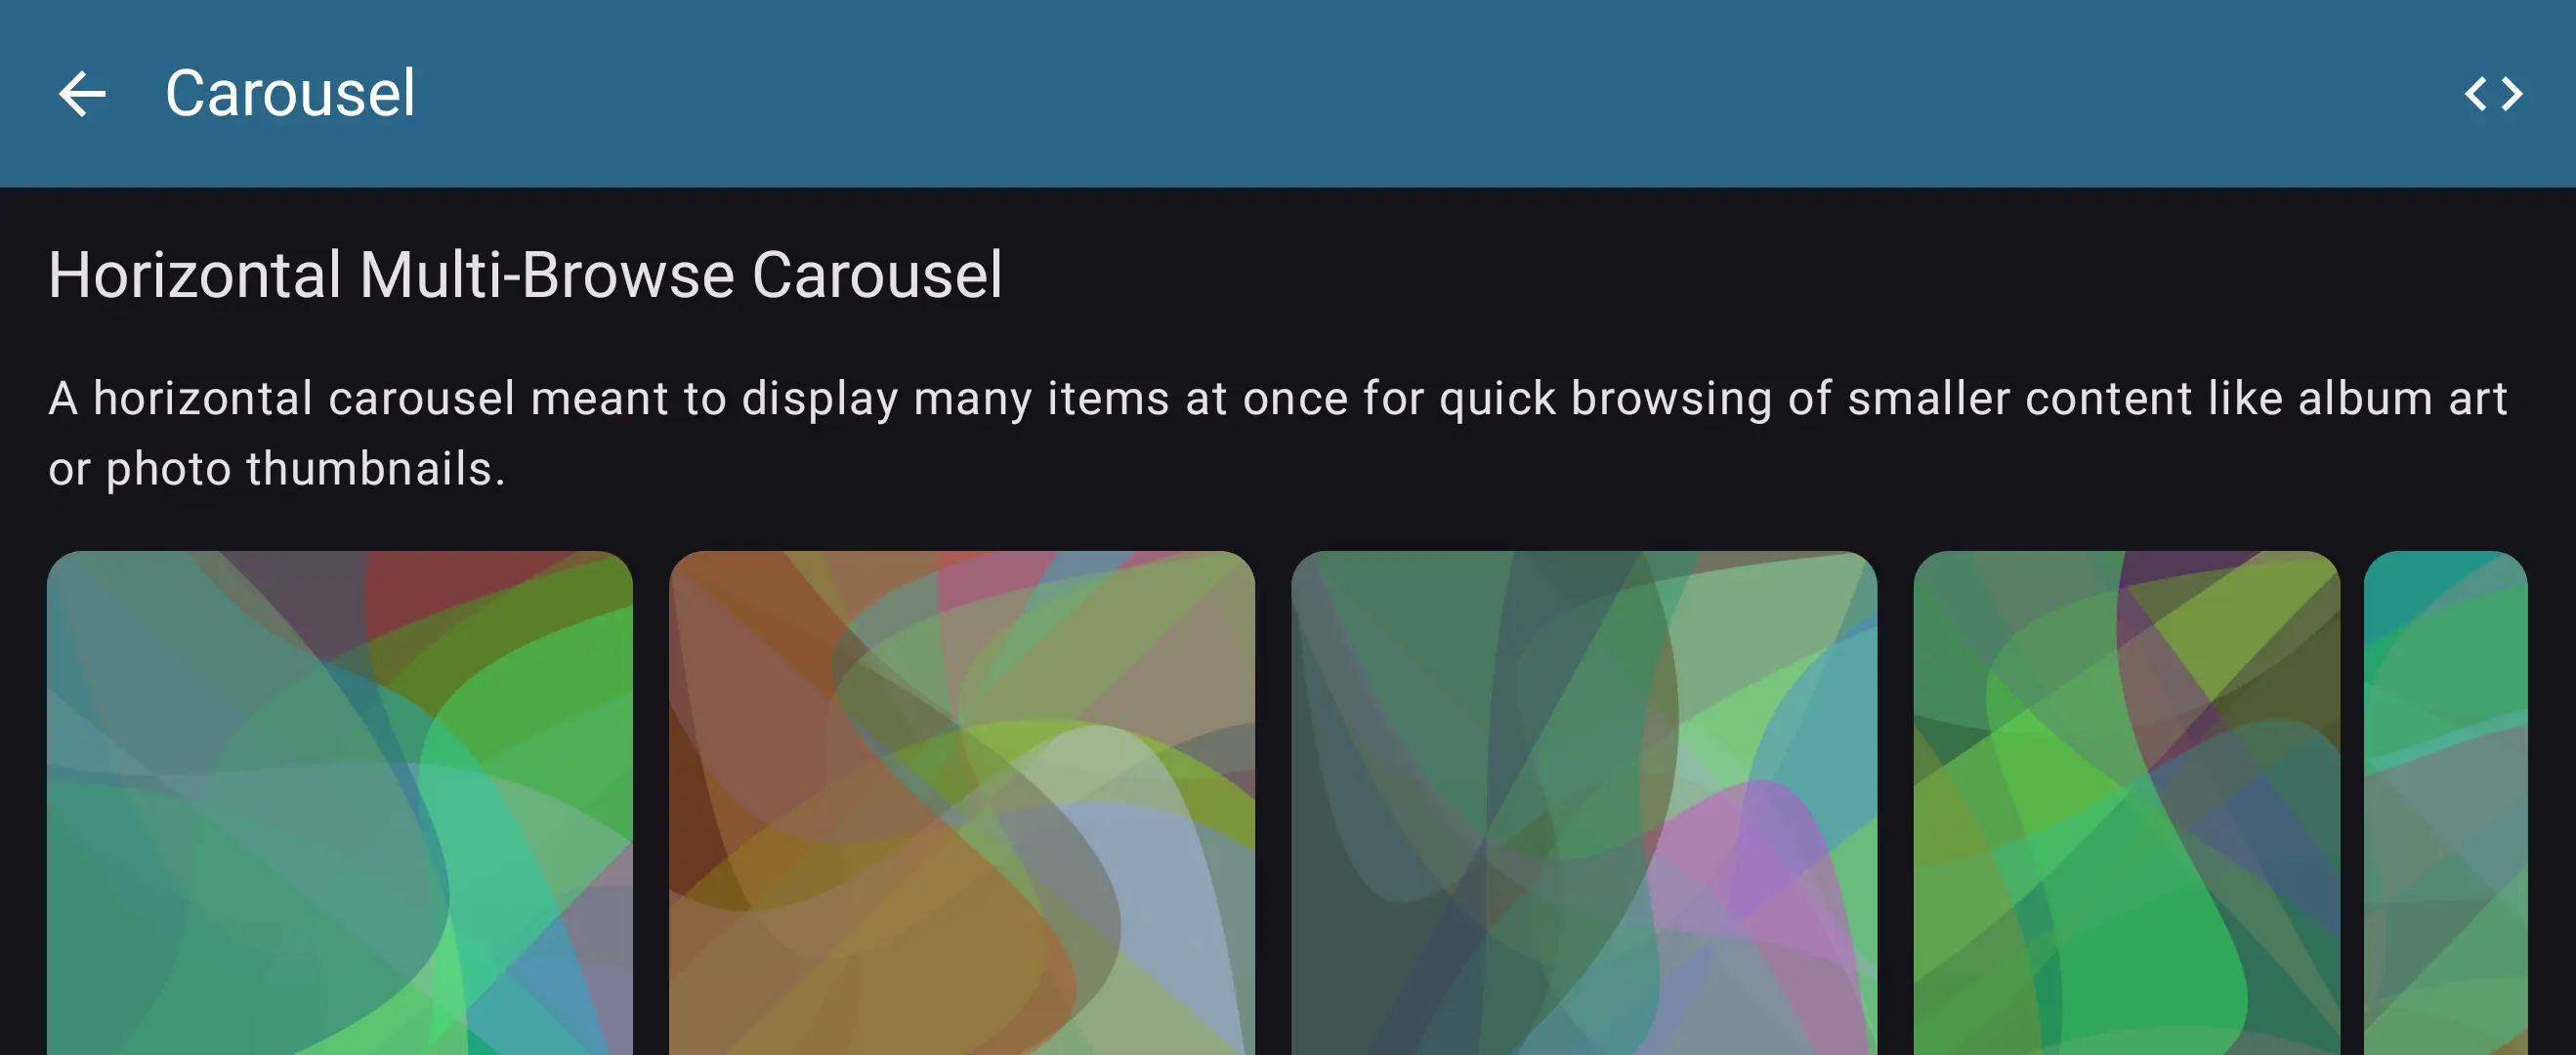 Carousel
Horizontal Multi-Browse Carousel
A horizontal carousel meant to display many items at once for quick browsing of smaller content like album art
or photo thumbnails.